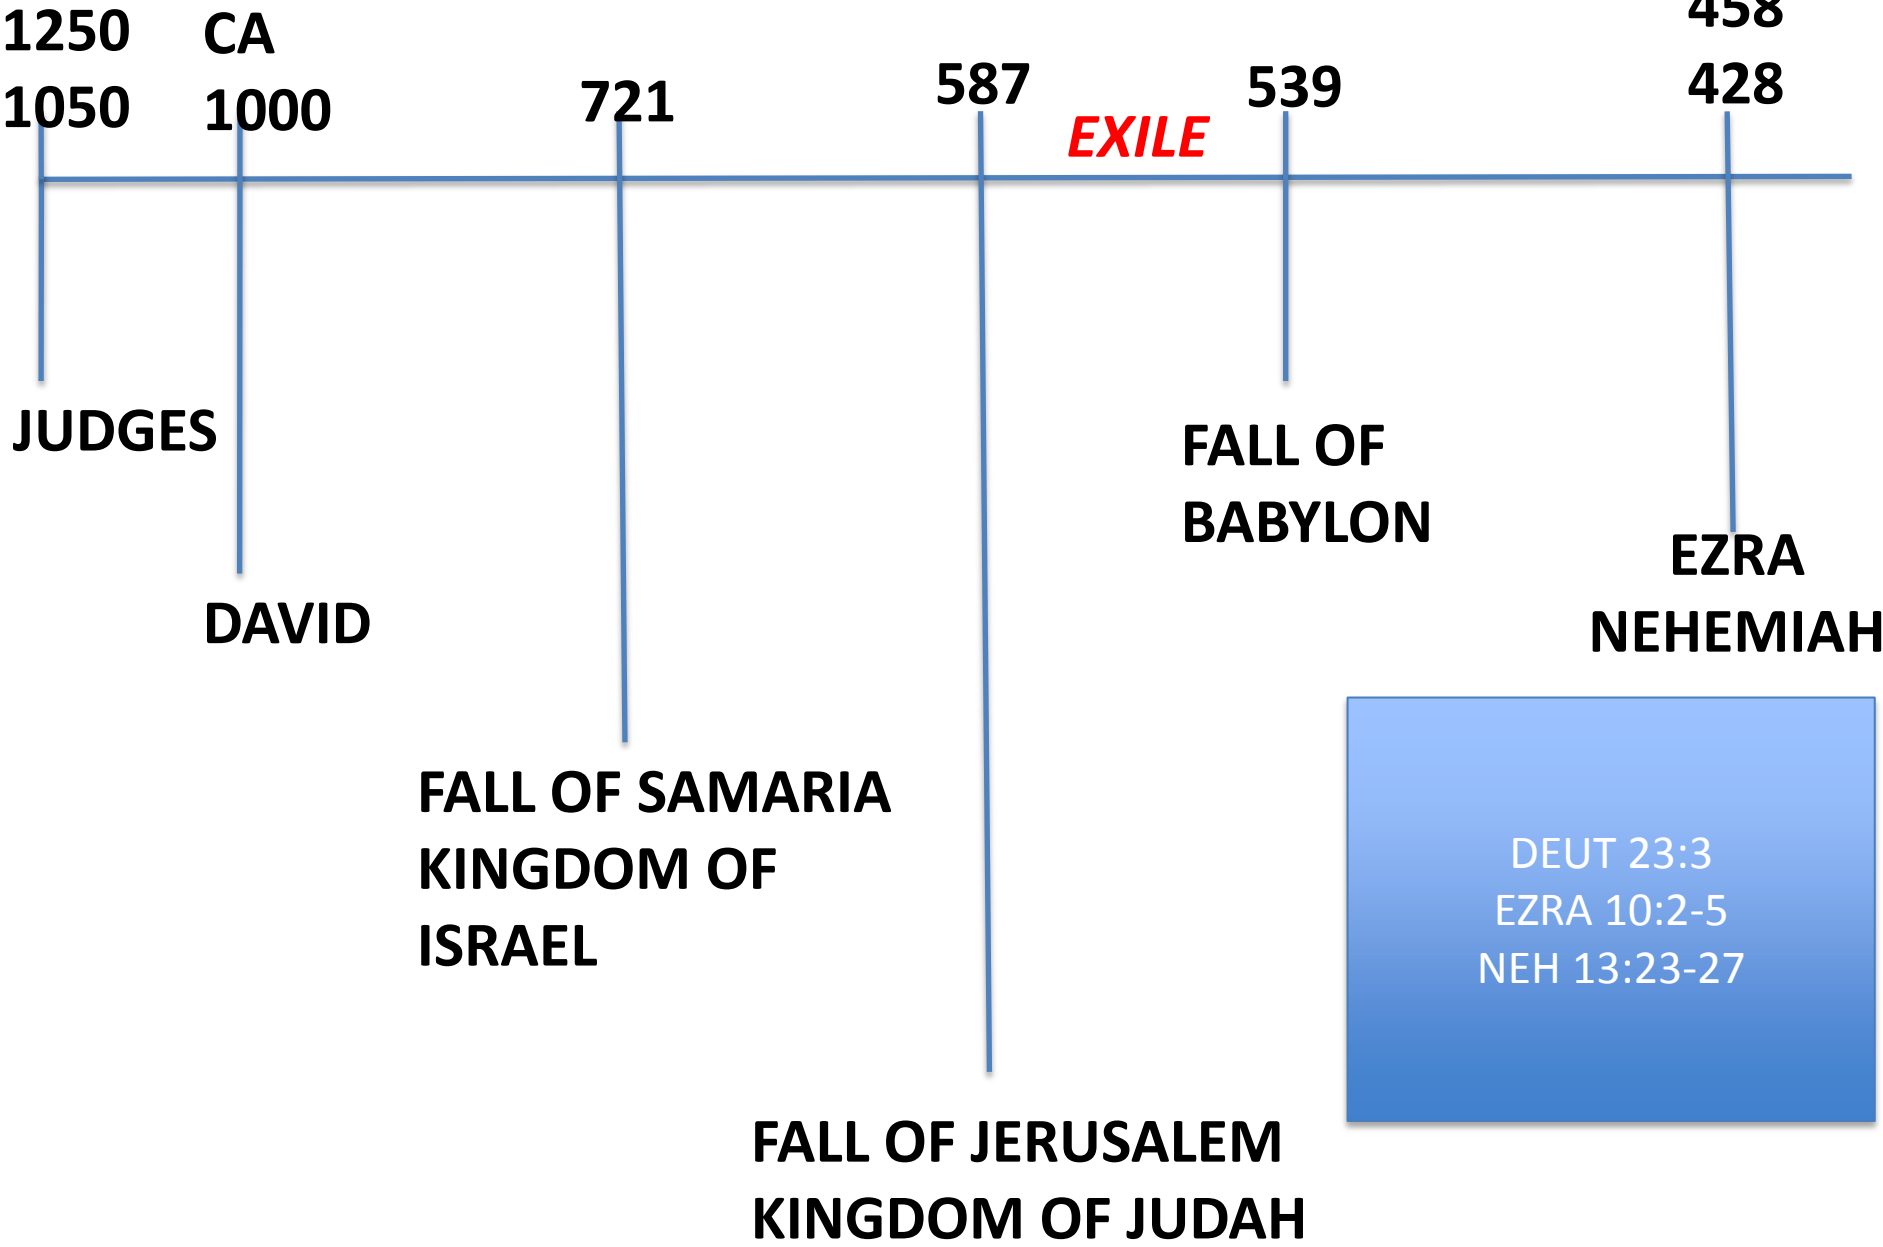 1250
1050
CA
1000
721
587
EXILE
539
458
428
JUDGES
DAVID
FALL OF SAMARIA
KINGDOM OF
ISRAEL
FALL OF JERUSALEM
KINGDOM OF JUDAH
FALL OF
BABYLON
EZRA
NEHEMIAH
DEUT 23:3
EZRA 10:2-5
NEH 13:23-27